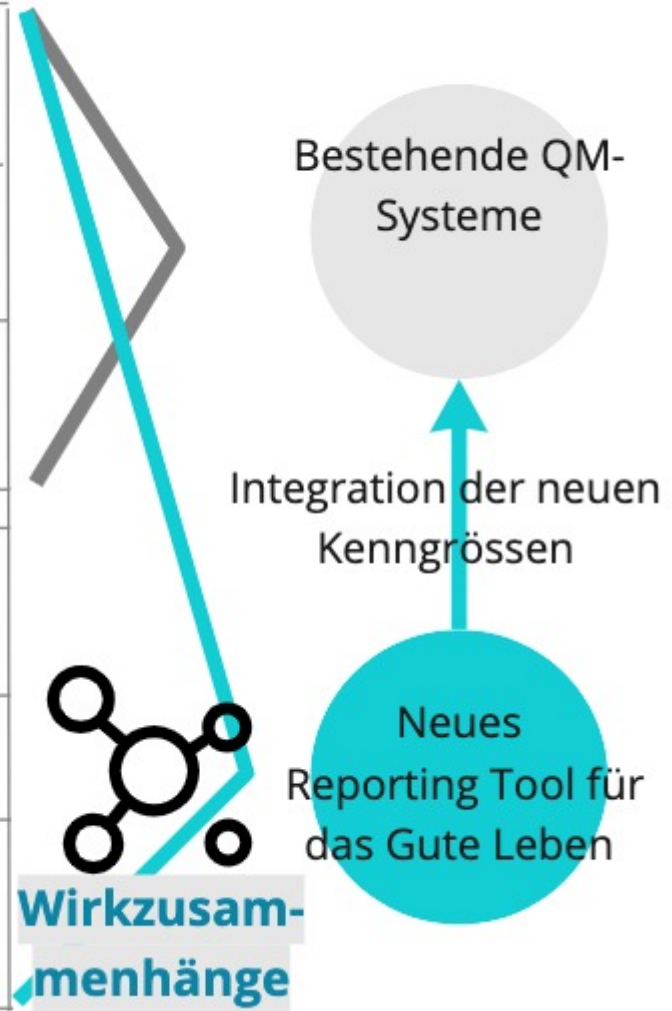 Bestehende QM-
Systeme
Integration der neuen
Kenngrössen
Neues
Reporting Tool für
das Gute Leben
Wirkzusam-
menhänge